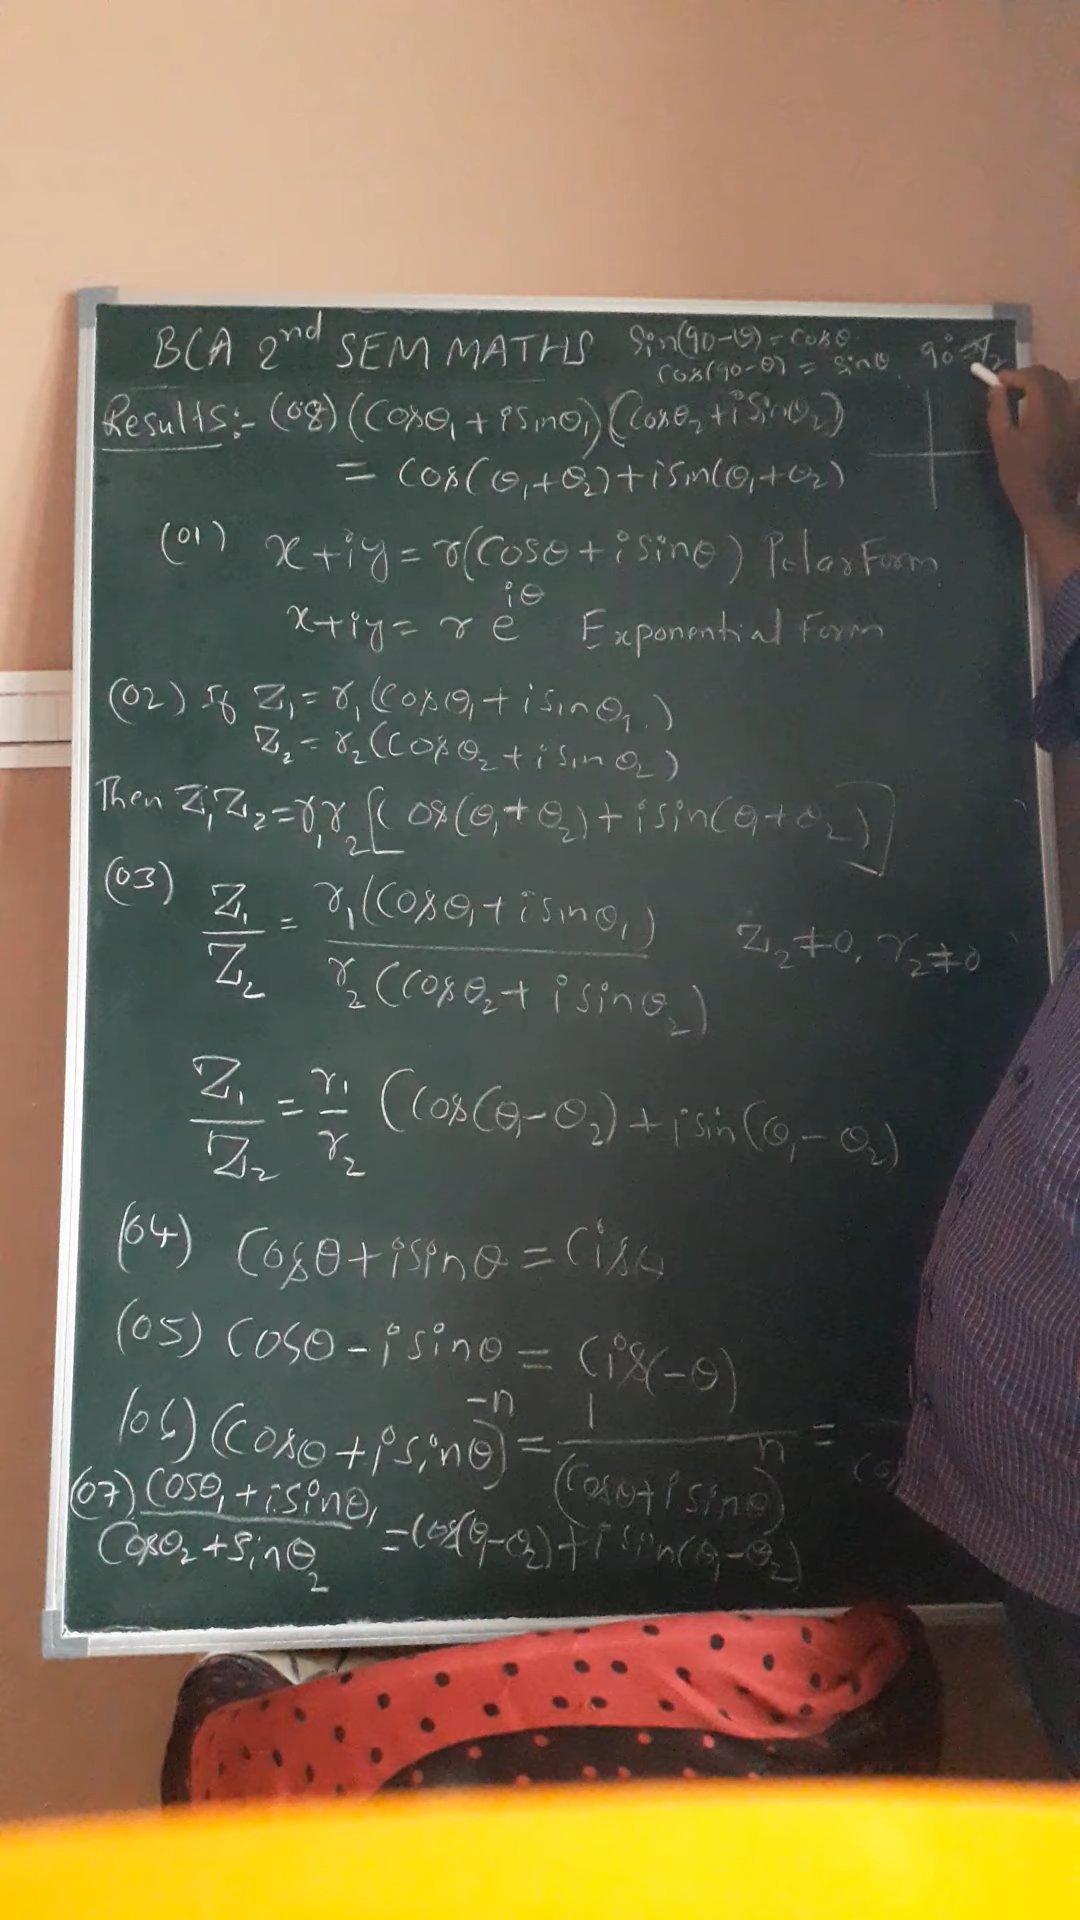 BCA 2nd SEM MATHS
Sin(90-θ) = cosθ
cos(90-θ) = sinθ
90° = π/2
Results:- (08) (Cosθ₁ + isinθ₁)(Cosθ₂ + iSinθ₂)
= Cos(θ₁+θ₂)+isin(θ₁+θ₂)
(01) x+iy = r(Cosθ + isinθ) Polar Form
x+iy = r e^iθ Exponential Form
(02) If Z₁ = r₁(Cosθ₁ + isinθ₁)
Z₂ = r₂(Cosθ₂ + isinθ₂)
Then Z₁Z₂ = r₁r₂[Cos(θ₁+θ₂)+isin(θ₁+θ₂)]
(03) Z₁/Z₂ = r₁(Cosθ₁+isinθ₁)/r₂(Cosθ₂+isinθ₂) Z₂≠0, r₂≠0
Z₁/Z₂ = r₁/r₂ (Cos(θ₁-θ₂)+isin(θ₁-θ₂)
(04) Cosθ+isinθ = Cis
(05) Cosθ-isinθ = Cis(-θ)
(06) (Cosθ+isinθ)^-n = 1/(Cosθ+isinθ)^n =
(07) Cosθ₁+isinθ₁/Cosθ₂+sinθ₂ = Cos(θ₁-θ₂)+isin(θ₁-θ₂)